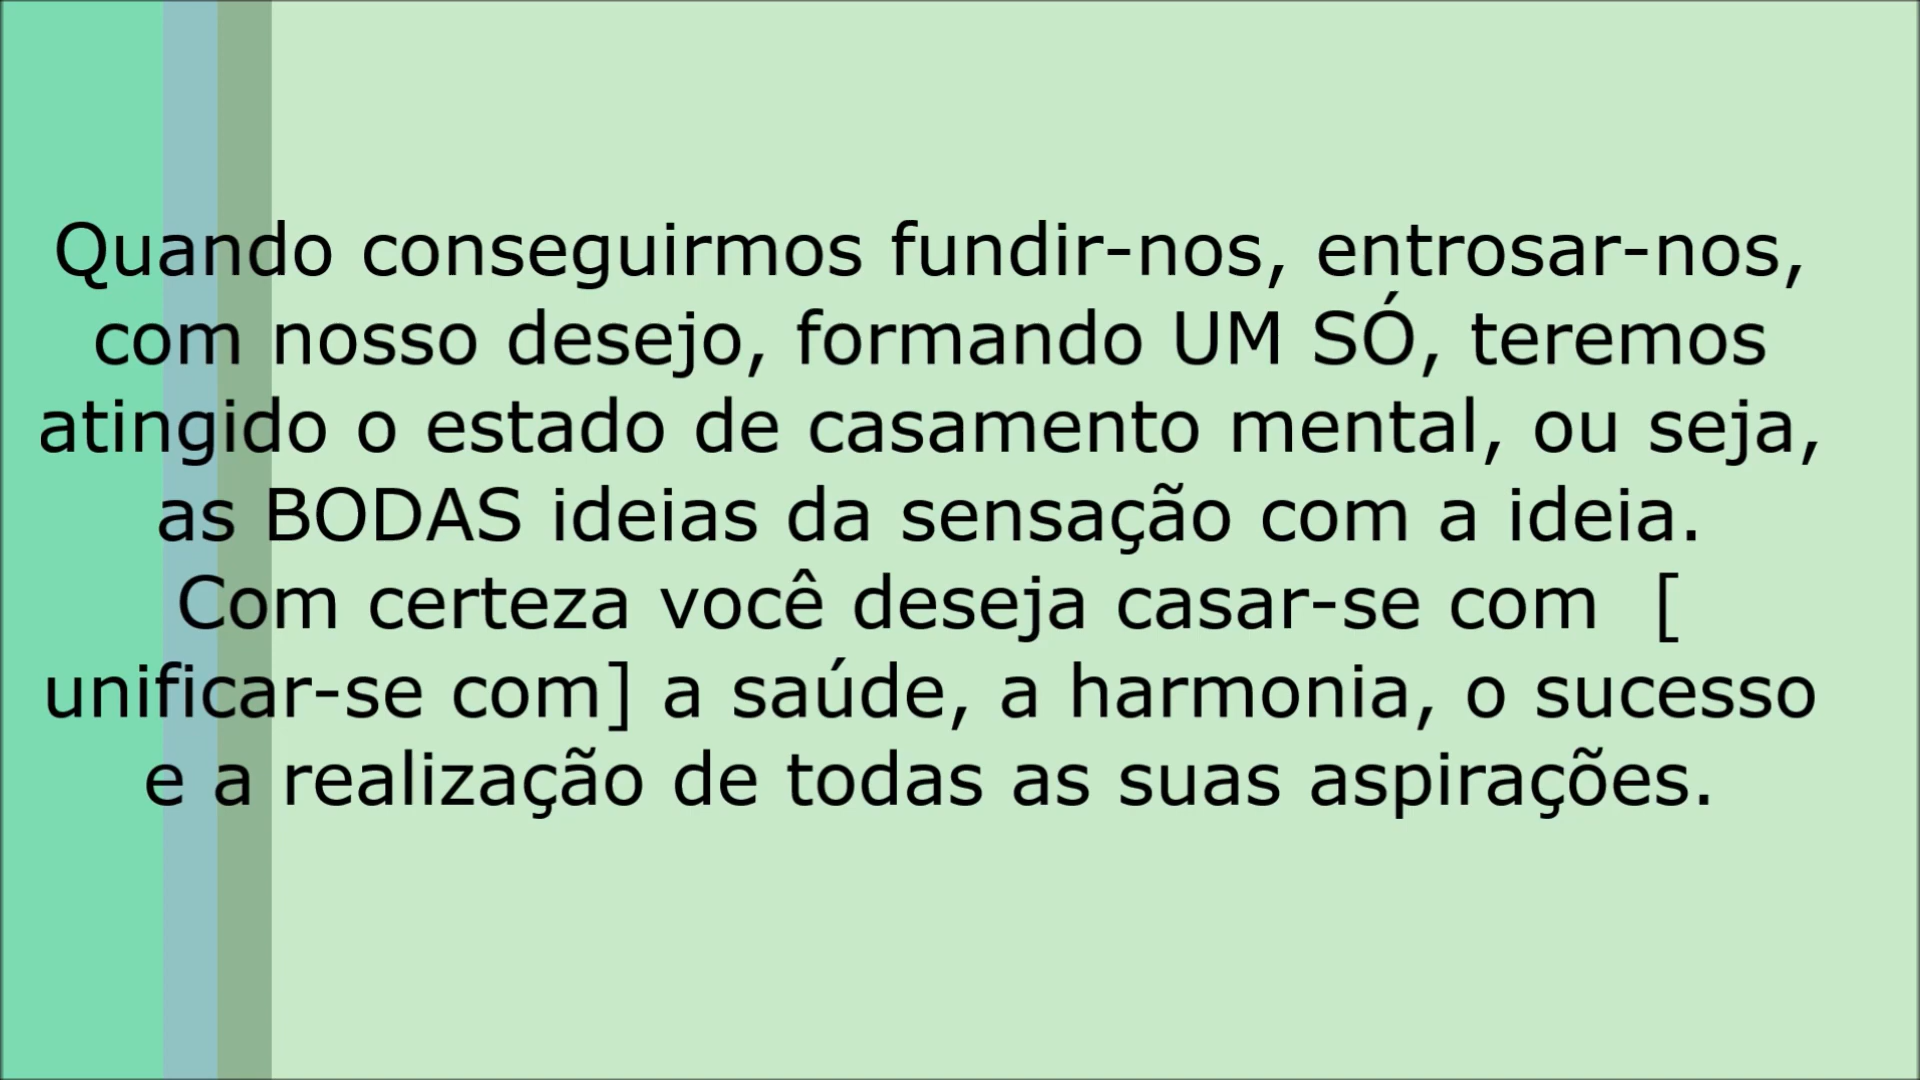 Quando conseguirmos fundir-nos, entrosar-nos,
com nosso desejo, formando UM SÓ, teremos
atingido o estado de casamento mental, ou seja,
as BODAS ideias da sensação com a ideia.
Com certeza você deseja casar-se com  [
unificar-se com] a saúde, a harmonia, o sucesso
e a realização de todas as suas aspirações.